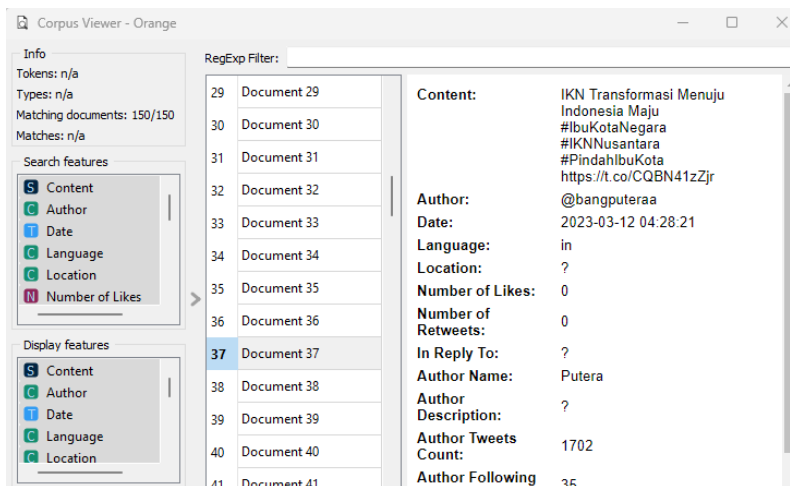 Corpus Viewer - Orange
Info
Tokens: n/a
Types: n/a
Matching documents: 150/150
Matches: n/a
Search features
S Content
C Author
T Date
C Language
C Location
N Number of Likes
Display features
S Content
C Author
T Date
C Language
C Location
RegExp Filter:
29 Document 29
30 Document 30
31 Document 31
32 Document 32
33 Document 33
34 Document 34
35 Document 35
36 Document 36
37 Document 37
38 Document 38
39 Document 39
40 Document 40
41 Document 41
Content: IKN Transformasi Menuju
Indonesia Maju
#IbuKotaNegara
#IKNNusantara
#PindahIbuKota
https://t.co/CQBN41zZjr
Author: @bangputeraa
Date: 2023-03-12 04:28:21
Language: in
Location: ?
Number of Likes: 0
Number of
Retweets: 0
In Reply To: ?
Author Name: Putera
Author
Description: ?
Author Tweets
Count: 1702
Author Following
35